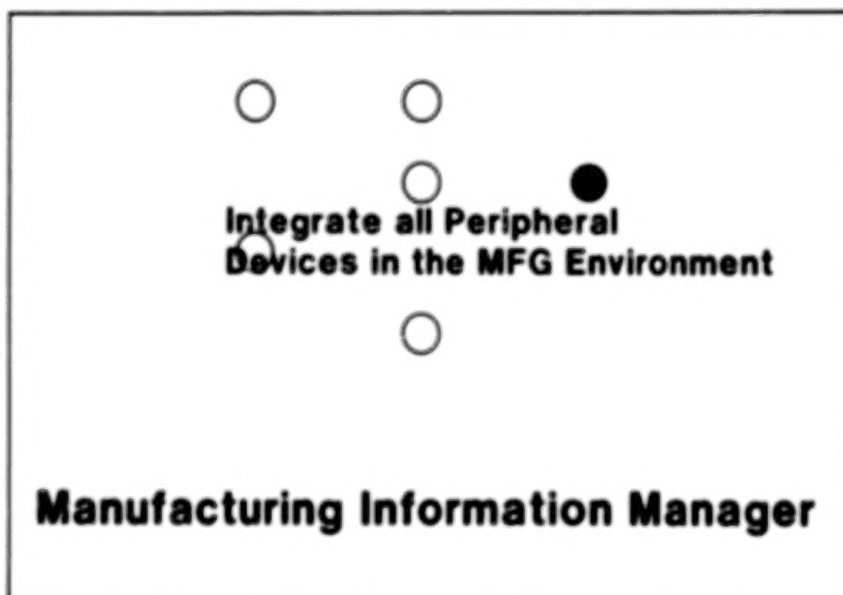 Integrate all Peripheral
Devices in the MFG Environment
Manufacturing Information Manager